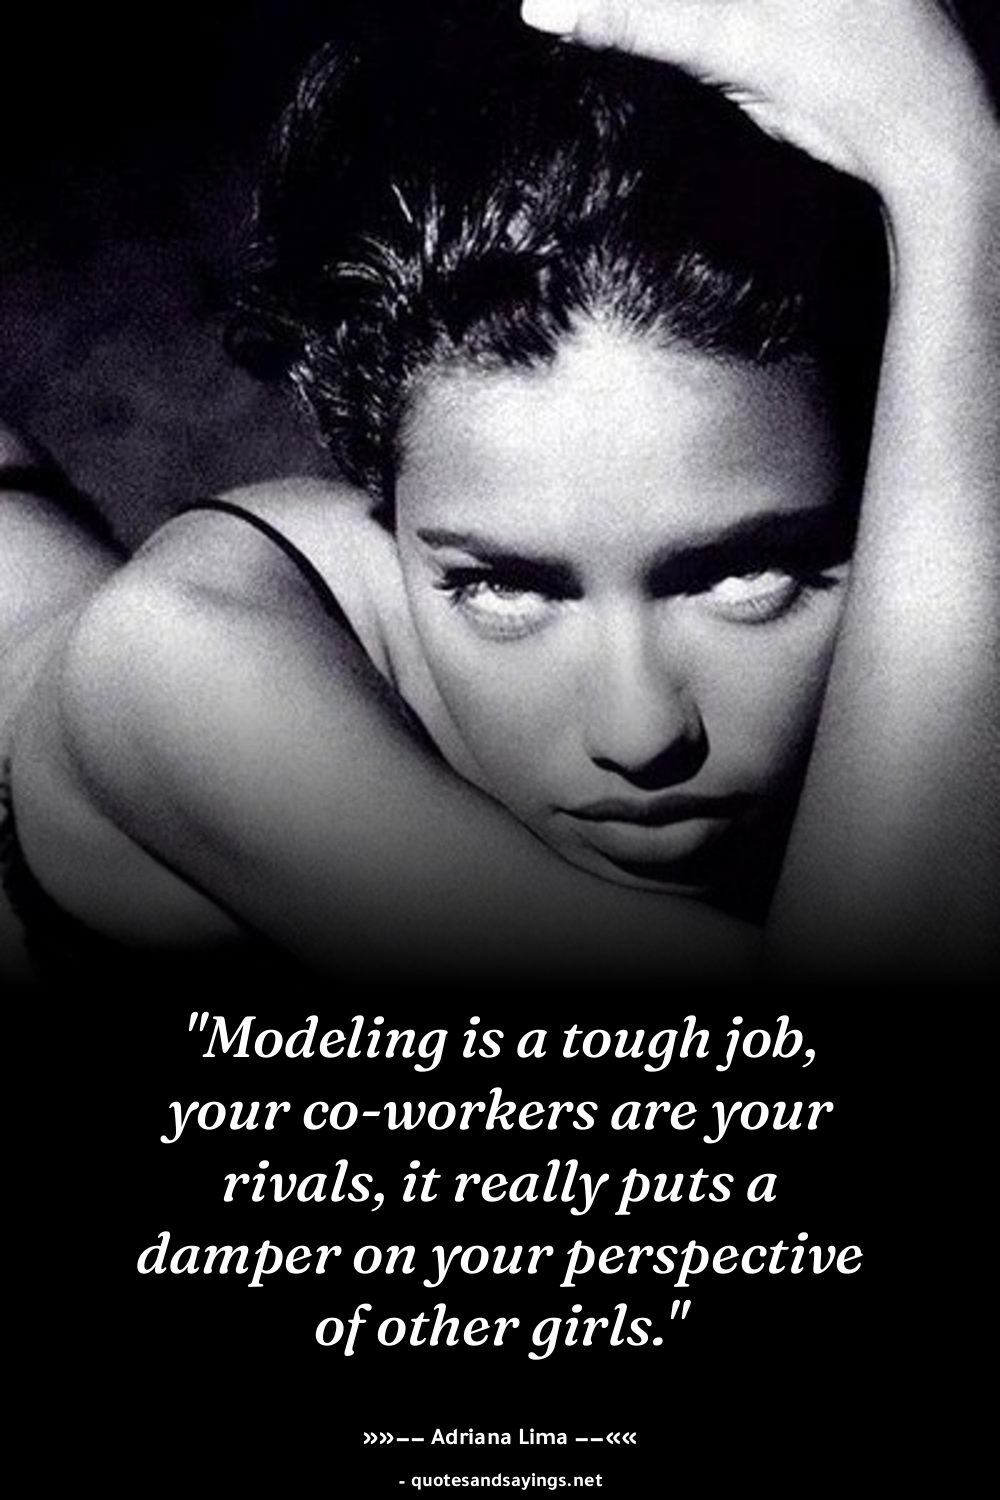 "Modeling is a tough job,
your co-workers are your
rivals, it really puts a
damper on your perspective
of other girls."
»»−− Adriana Lima −−««
- quotesandsayings.net